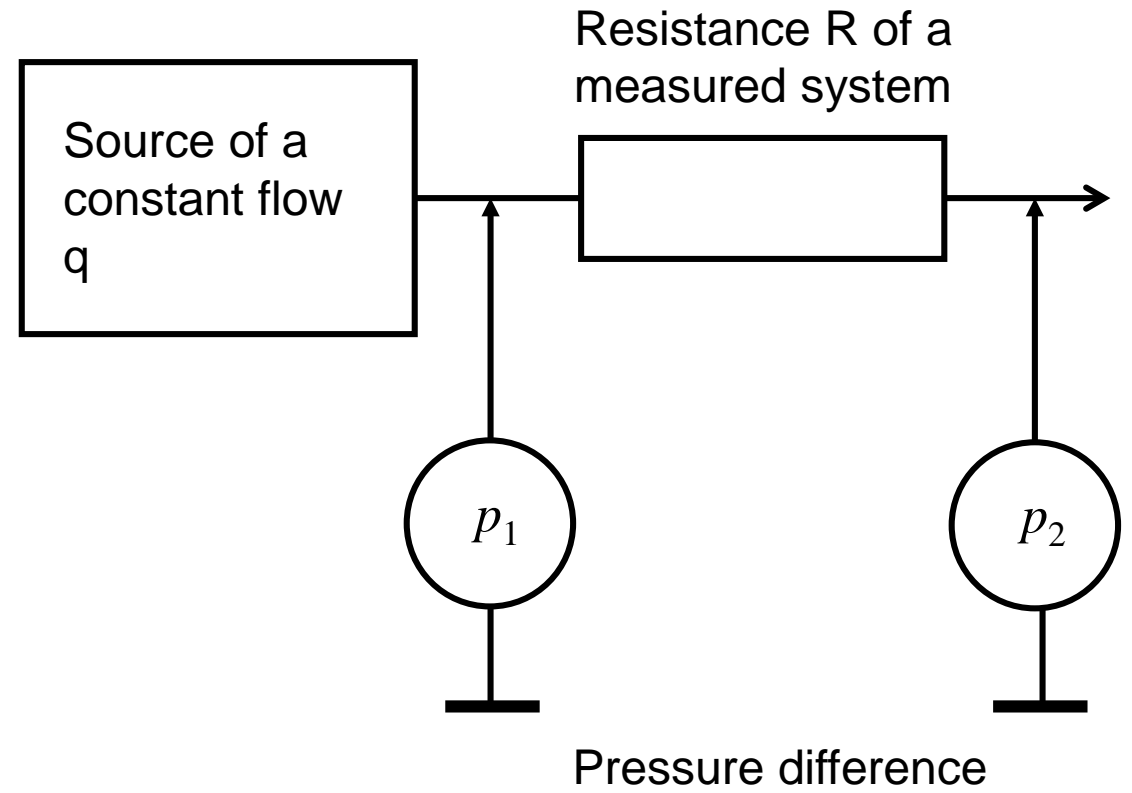 Resistance R of a
measured system
Source of a
constant flow
q
p₁
p₂
Pressure difference